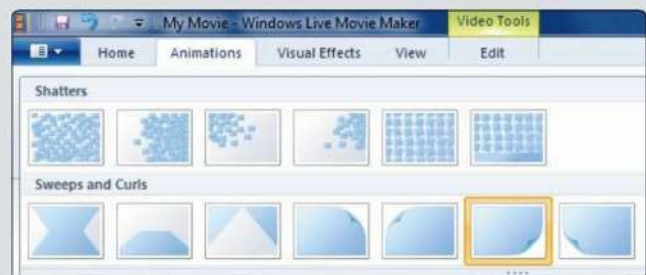 My Movie - Windows Live Movie Maker Video Tools
Home Animations Visual Effects View Edit
Shatters
Sweeps and Curls